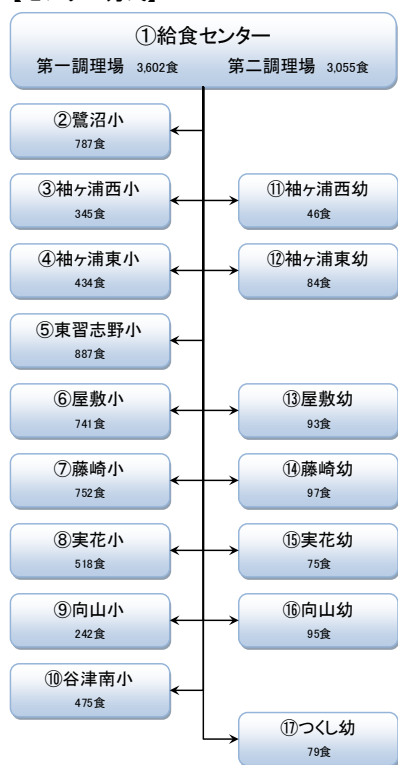 ①給食センター
第一調理場 3,602食 第二調理場 3,055食
②鷺沼小
787食
③袖ヶ浦西小
345食
⑪袖ヶ浦西幼
46食
④袖ヶ浦東小
434食
⑫袖ヶ浦東幼
84食
⑤東習志野小
887食
⑥屋敷小
741食
⑬屋敷幼
93食
⑦藤崎小
752食
⑭藤崎幼
97食
⑧実花小
518食
⑮実花幼
75食
⑨向山小
242食
⑯向山幼
95食
⑩谷津南小
475食
⑰つくし幼
79食